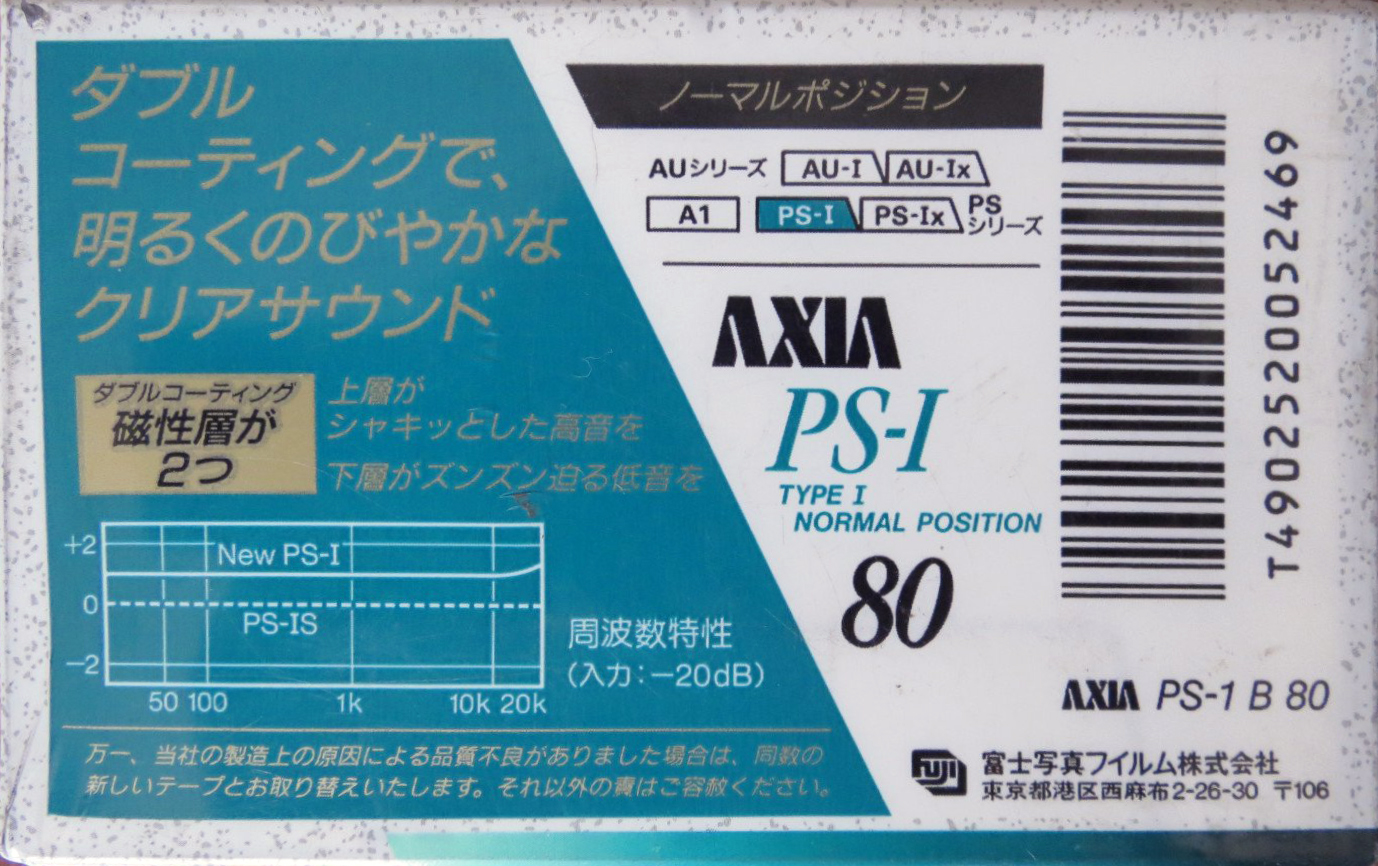 ダブル
コーティングで、
明るくのびやかな
クリアサウンド
ダブルコーティング
磁性層が
2つ
上層が
シャキッとした高音を
下層がズンズン迫る低音を
+2
0
−2
New PS-I
PS-IS
50 100 1k 10k 20k
周波数特性
(入力:−20dB)
万一、当社の製造上の原因による品質不良がありました場合は、同数の
新しいテープとお取り替えいたします。それ以外の責はご容赦ください。
ノーマルポジション
AUシリーズ AU-I AU-Ix
A1 PS-I PS-Ix PSシリーズ
AXIA
PS-I
TYPE I
NORMAL POSITION
80
T4902520052469
AXIA PS-1 B 80
FUJI
富士写真フイルム株式会社
東京都港区西麻布2-26-30 〒106